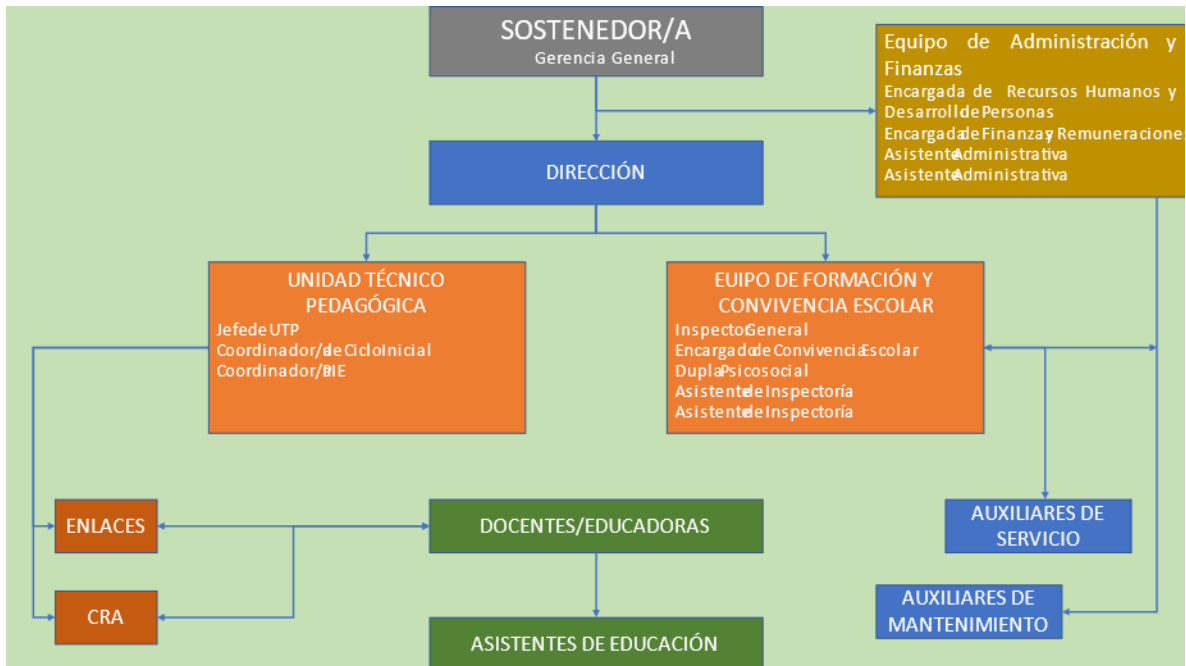 SOSTENEDOR/A
Gerencia General
Equipo de Administración y
Finanzas
Encargada de Recursos Humanos y
Desarrollo de Personas
Encargada de Finanzas y Remuneraciones
Asistente Administrativa
Asistente Administrativa
DIRECCIÓN
UNIDAD TÉCNICO
PEDAGÓGICA
Jefe de UTP
Coordinador/a de Ciclo Inicial
Coordinador/a PIE
EUIPO DE FORMACIÓN Y
CONVIVENCIA ESCOLAR
Inspector General
Encargado de Convivencia Escolar
Dupla Psicosocial
Asistente de Inspectoría
Asistente de Inspectoría
ENLACES
DOCENTES/EDUCADORAS
AUXILIARES DE
SERVICIO
CRA
AUXILIARES DE
MANTENIMIENTO
ASISTENTES DE EDUCACIÓN